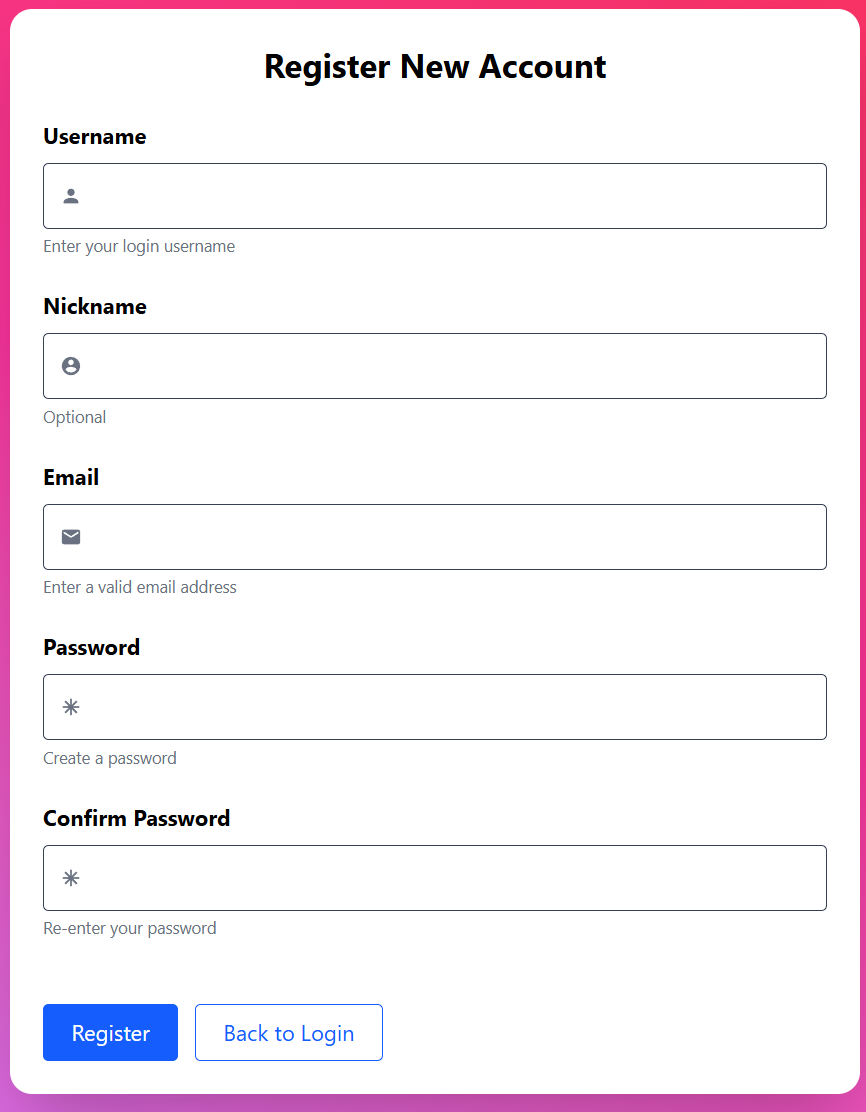 Register New Account
Username
Enter your login username
Nickname
Optional
Email
Enter a valid email address
Password
Create a password
Confirm Password
Re-enter your password
Register
Back to Login